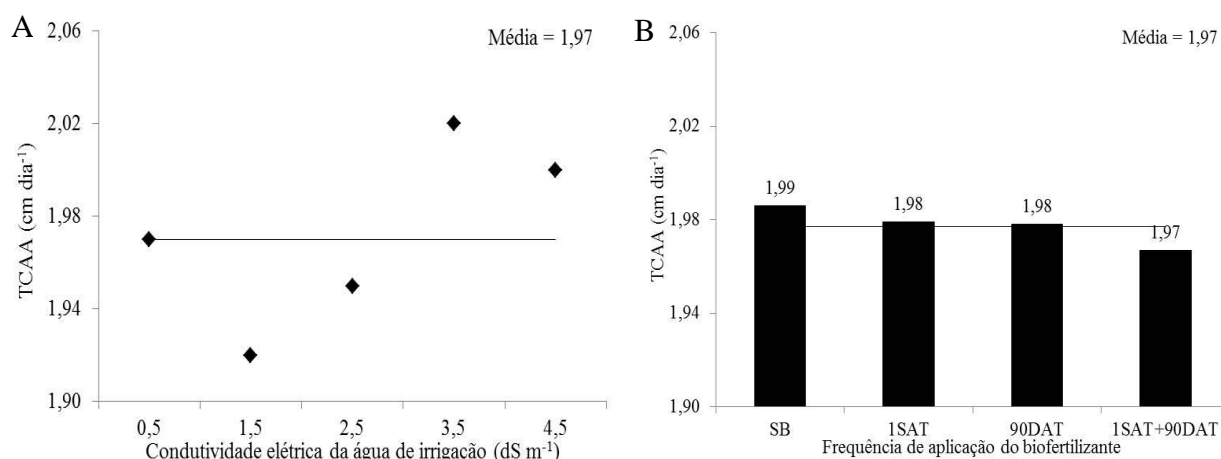 A
Média = 1,97
TCAA (cm dia-1)
2,06
2,02
1,98
1,94
1,90
0,5 1,5 2,5 3,5 4,5
Condutividade elétrica da água de irrigação (dS m-1)
B
Média = 1,97
TCAA (cm dia-1)
2,06
2,02
1,98
1,94
1,90
1,99 1,98 1,98 1,97
SB 1SAT 90DAT 1SAT+90DAT
Frequência de aplicação do biofertilizante